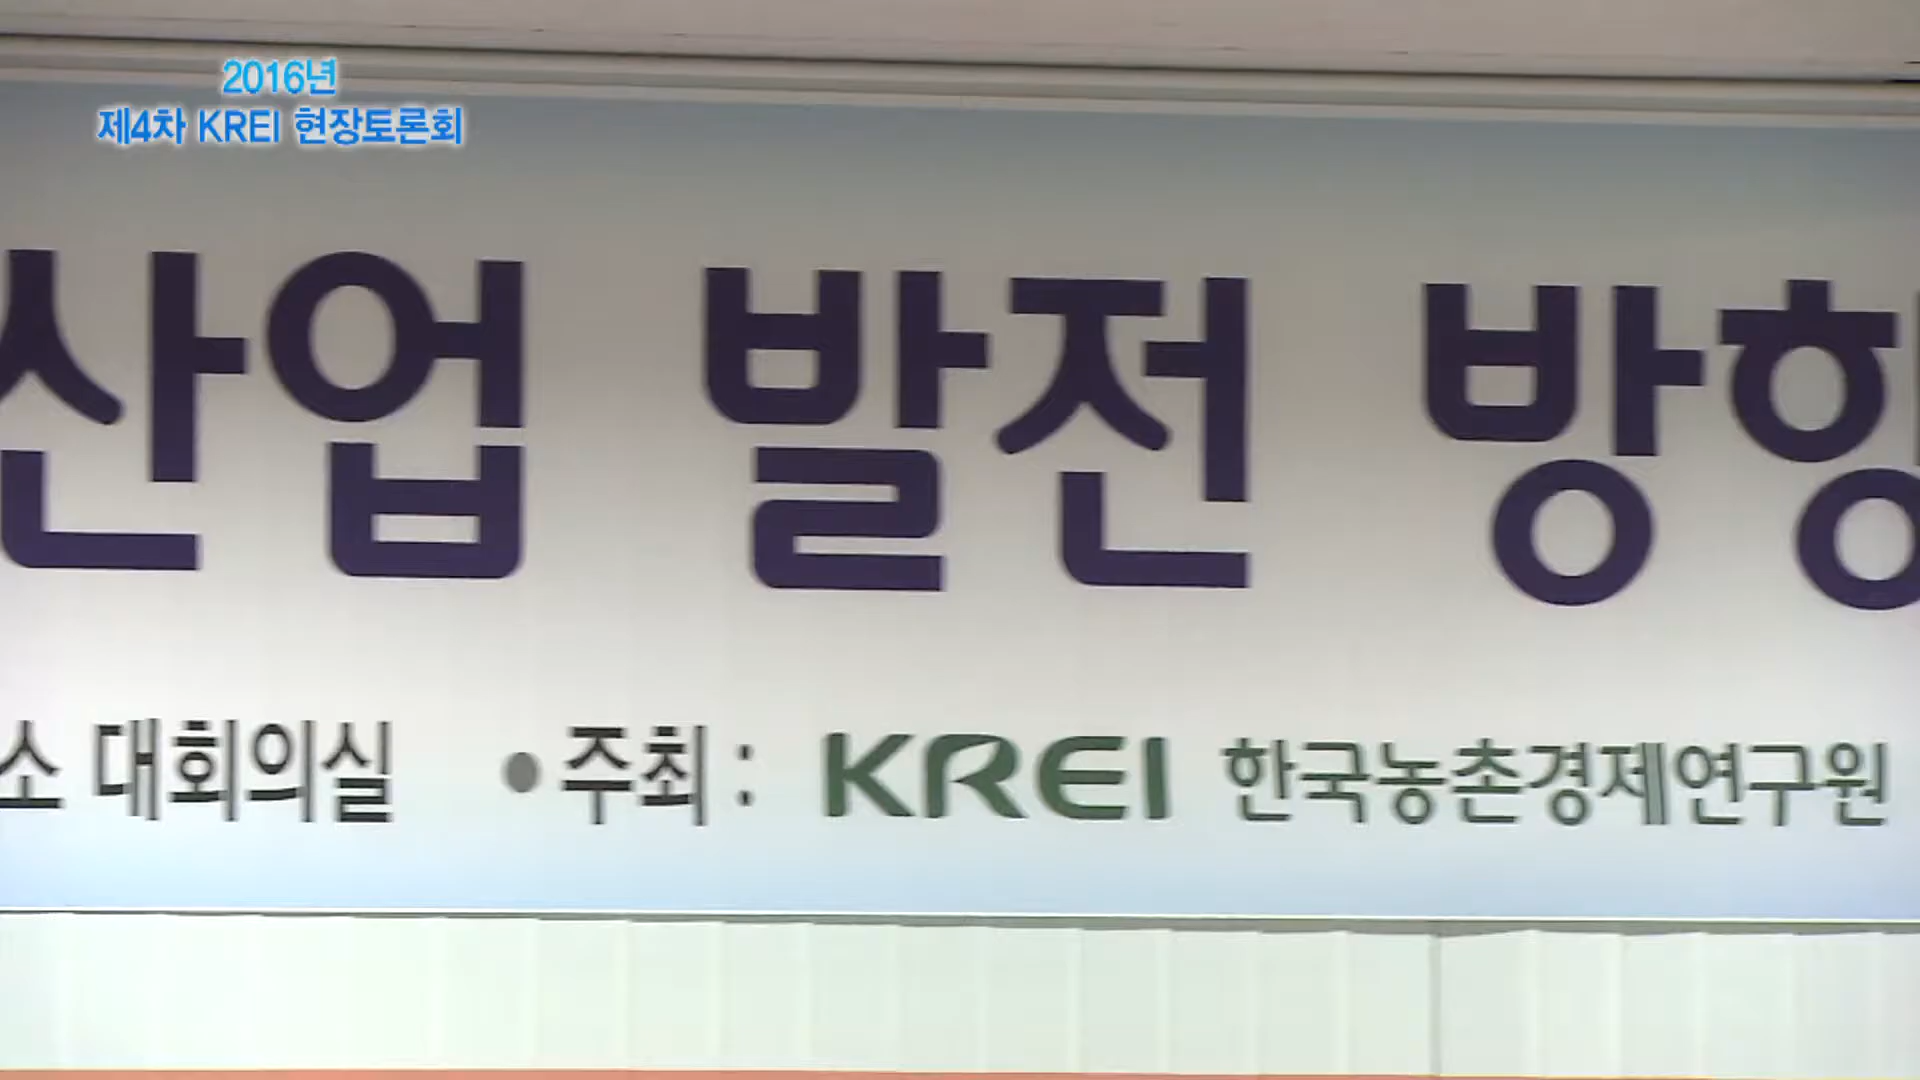 2016년
제4차 KREI 현장토론회
산업 발전 방향
소 대회의실 • 주최 : KREI 한국농촌경제연구원